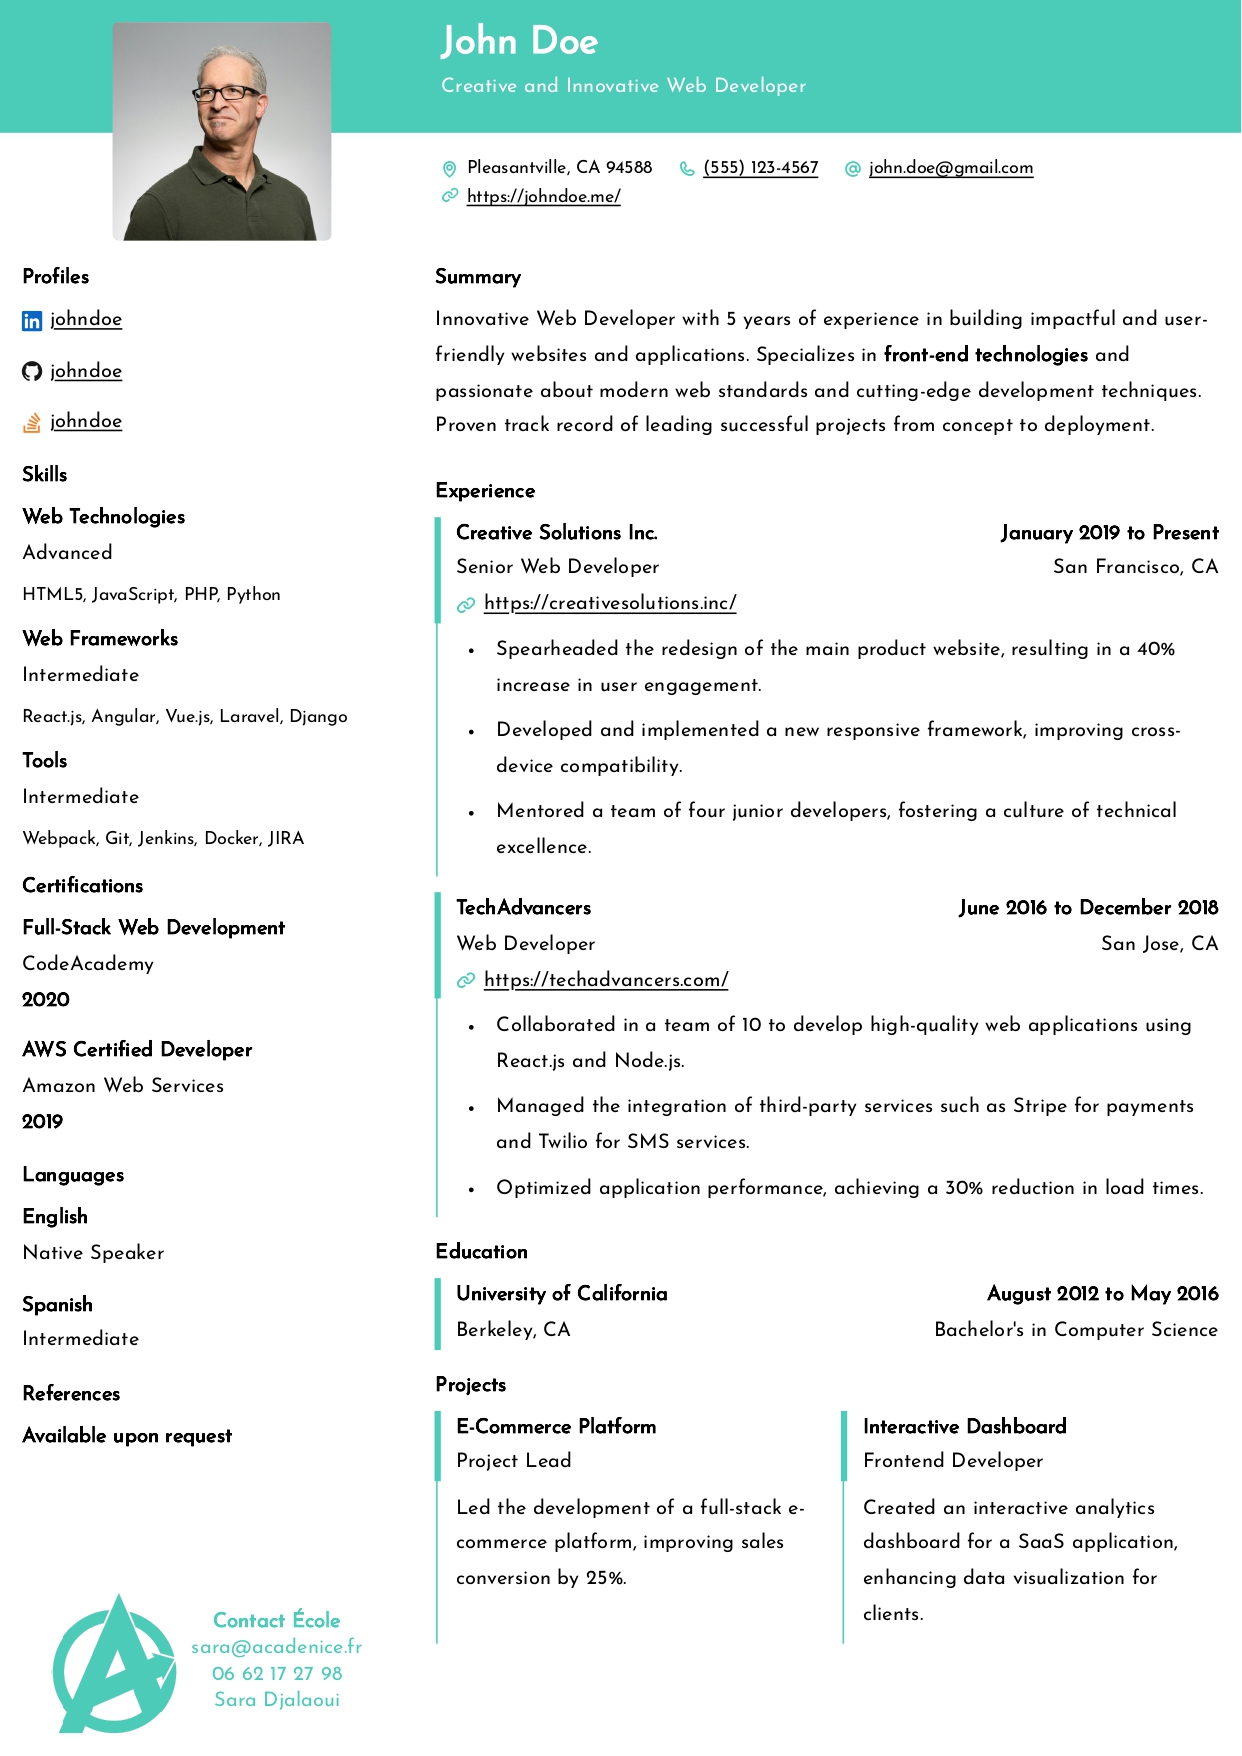 John Doe
Creative and Innovative Web Developer
Pleasantville, CA 94588 (555) 123-4567 john.doe@gmail.com
https://johndoe.me/
Profiles
johndoe
johndoe
johndoe
Skills
Web Technologies
Advanced
HTML5, JavaScript, PHP, Python
Web Frameworks
Intermediate
React.js, Angular, Vue.js, Laravel, Django
Tools
Intermediate
Webpack, Git, Jenkins, Docker, JIRA
Certifications
Full-Stack Web Development
CodeAcademy
2020
AWS Certified Developer
Amazon Web Services
2019
Languages
English
Native Speaker
Spanish
Intermediate
References
Available upon request
Contact École
sara@acadenice.fr
06 62 17 27 98
Sara Djalaoui
Summary
Innovative Web Developer with 5 years of experience in building impactful and user-
friendly websites and applications. Specializes in front-end technologies and
passionate about modern web standards and cutting-edge development techniques.
Proven track record of leading successful projects from concept to deployment.
Experience
Creative Solutions Inc. January 2019 to Present
Senior Web Developer San Francisco, CA
https://creativesolutions.inc/
• Spearheaded the redesign of the main product website, resulting in a 40%
increase in user engagement.
• Developed and implemented a new responsive framework, improving cross-
device compatibility.
• Mentored a team of four junior developers, fostering a culture of technical
excellence.
TechAdvancers June 2016 to December 2018
Web Developer San Jose, CA
https://techadvancers.com/
• Collaborated in a team of 10 to develop high-quality web applications using
React.js and Node.js.
• Managed the integration of third-party services such as Stripe for payments
and Twilio for SMS services.
• Optimized application performance, achieving a 30% reduction in load times.
Education
University of California August 2012 to May 2016
Berkeley, CA Bachelor's in Computer Science
Projects
E-Commerce Platform
Project Lead
Led the development of a full-stack e-
commerce platform, improving sales
conversion by 25%.
Interactive Dashboard
Frontend Developer
Created an interactive analytics
dashboard for a SaaS application,
enhancing data visualization for
clients.